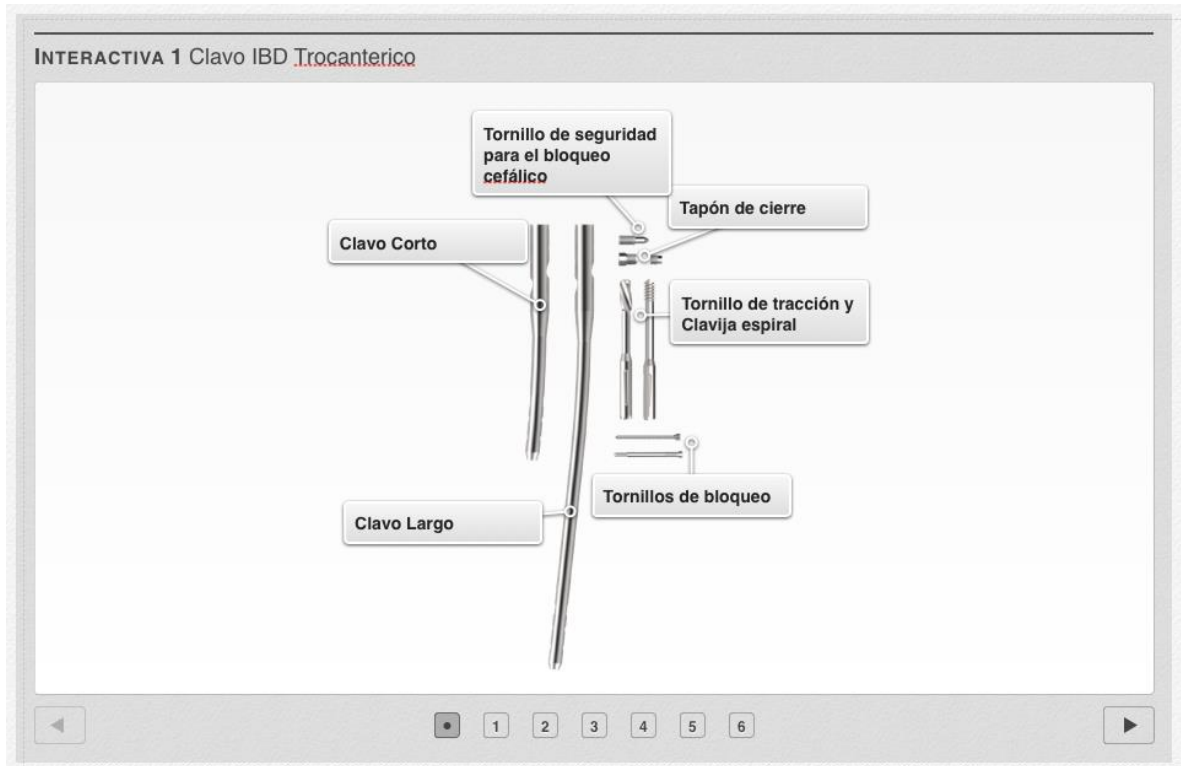 INTERACTIVA 1 Clavo IBD Trocanterico
Tornillo de seguridad
para el bloqueo
cefálico
Tapón de cierre
Clavo Corto
Tornillo de tracción y
Clavija espiral
Tornillos de bloqueo
Clavo Largo
1 2 3 4 5 6